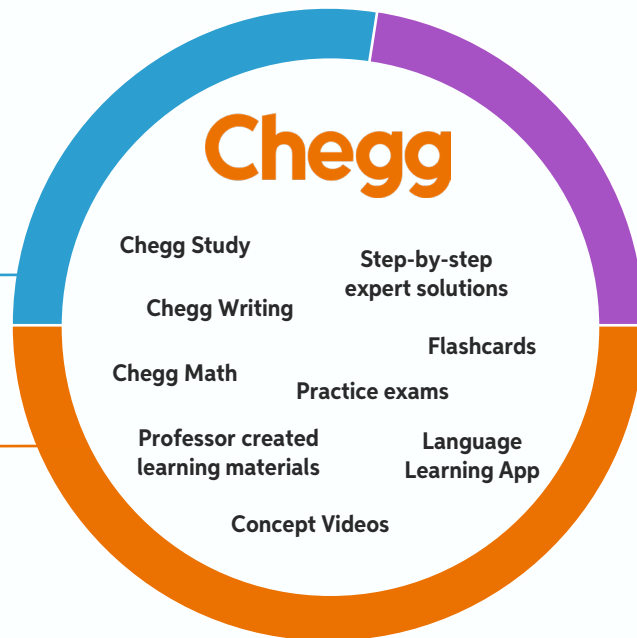 Chegg
Chegg Study
Step-by-step
expert solutions
Chegg Writing
Flashcards
Chegg Math
Practice exams
Professor created
learning materials
Language
Learning App
Concept Videos